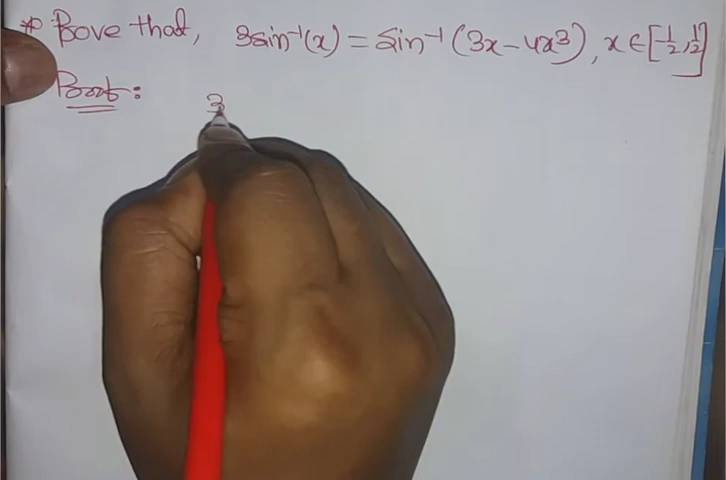 * Prove that, 3sin⁻¹(x) = sin⁻¹(3x-4x³), x∈[-1/2, 1/2]
Proof:
3